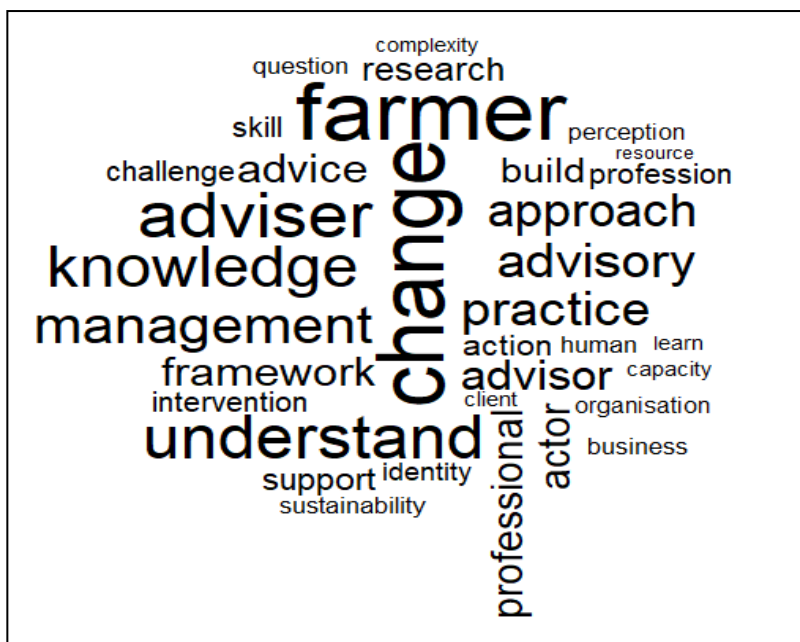 complexity
question research
farmer
skill perception
resource
challenge advice build profession
adviser approach
knowledge advisory
change
management practice
action human learn
framework advisor capacity
intervention client organisation
understand professional actor business
support identity
sustainability